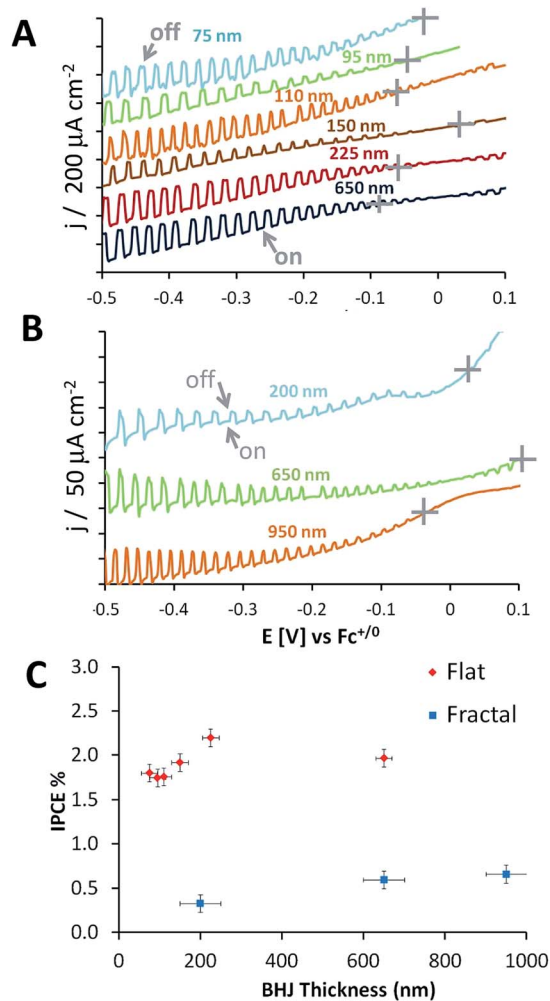 A
off
75 nm
95 nm
110 nm
150 nm
225 nm
650 nm
on
j / 200 µA cm-2
-0.5 -0.4 -0.3 -0.2 -0.1 0 0.1
B
off
on
200 nm
650 nm
950 nm
j / 50 µA cm-2
-0.5 -0.4 -0.3 -0.2 -0.1 0 0.1
E [V] vs Fc+/0
C
3.0
2.5
2.0
1.5
1.0
0.5
0.0
IPCE %
Flat
Fractal
0 200 400 600 800 1000
BHJ Thickness (nm)